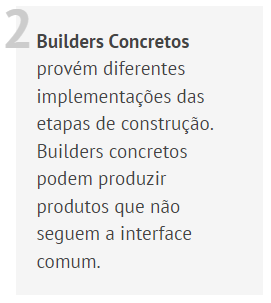 2
Builders Concretos
provém diferentes
implementações das
etapas de construção.
Builders concretos
podem produzir
produtos que não
seguem a interface
comum.